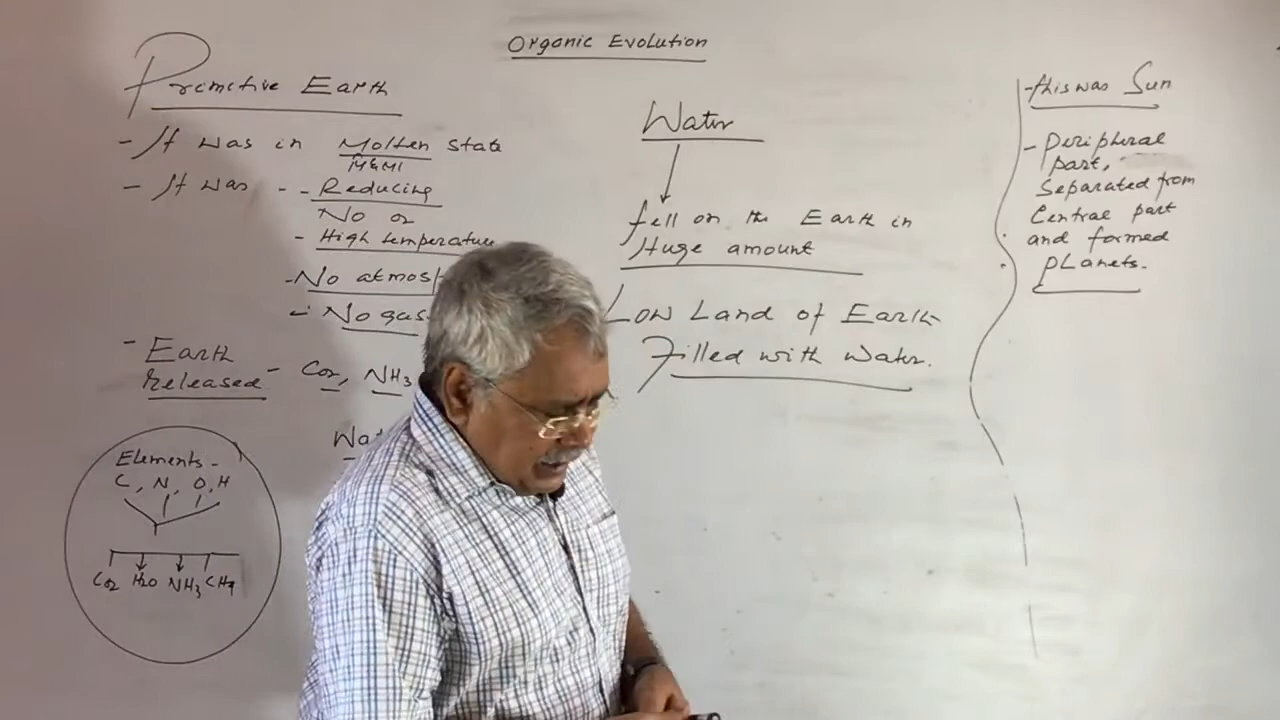 Organic Evolution
Primitive Earth
- It was in Molten State
- It was - - Reducing
No O2
- High temperature
- No atmos
- No gas
- Earth released - CO2, NH3
Wat
Elements -
C, N, O, H
CO2 H2O NH3 CH4
Water
fell on the Earth in
Huge amount
Low Land of Earth
Filled with Water.
- this was Sun
- Peripheral
part,
Separated from
Central part
and formed
planets.